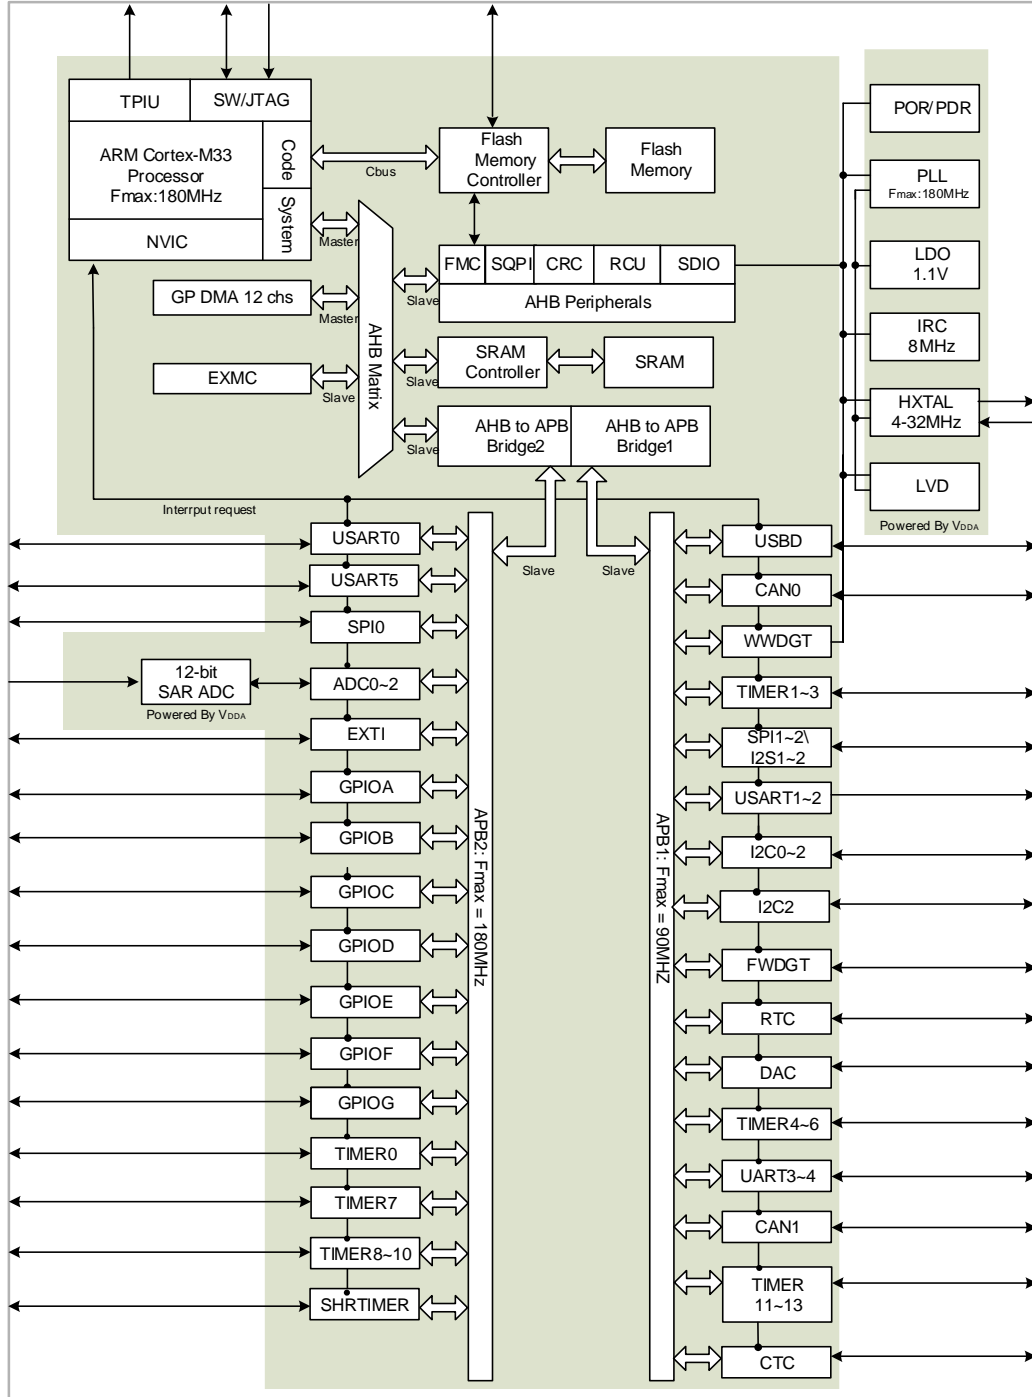 TPIU
SW/JTAG
ARM Cortex-M33
Processor
Fmax:180MHz
Code
System
NVIC
Cbus
Master
Flash
Memory
Controller
Flash
Memory
FMC
SQPI
CRC
RCU
SDIO
AHB Peripherals
Slave
GP DMA 12 chs
Master
EXMC
Slave
AHB Matrix
SRAM
Controller
Slave
SRAM
AHB to APB
Bridge2
AHB to APB
Bridge1
Slave
POR/PDR
PLL
Fmax:180MHz
LDO
1.1V
IRC
8MHz
HXTAL
4-32MHz
LVD
Powered By VDDA
Interrput request
Slave
Slave
USART0
USART5
SPI0
12-bit
SAR ADC
Powered By VDDA
ADC0~2
EXTI
GPIOA
GPIOB
GPIOC
GPIOD
GPIOE
GPIOF
GPIOG
TIMER0
TIMER7
TIMER8~10
SHRTIMER
APB2: Fmax = 180MHz
APB1: Fmax = 90MHZ
USBD
CAN0
WWDGT
TIMER1~3
SPI1~2\
I2S1~2
USART1~2
I2C0~2
I2C2
FWDGT
RTC
DAC
TIMER4~6
UART3~4
CAN1
TIMER
11~13
CTC